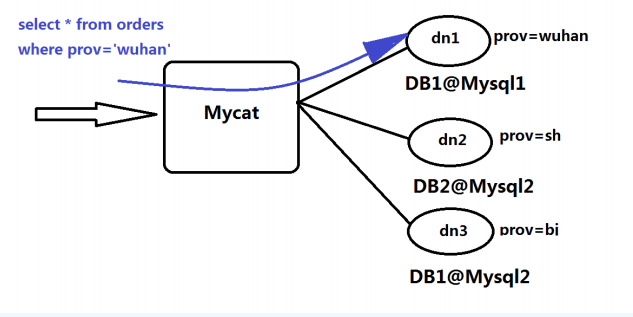 select * from orders
where prov='wuhan'
Mycat
dn1
prov=wuhan
DB1@Mysql1
dn2
prov=sh
DB2@Mysql2
dn3
prov=bi
DB1@Mysql2